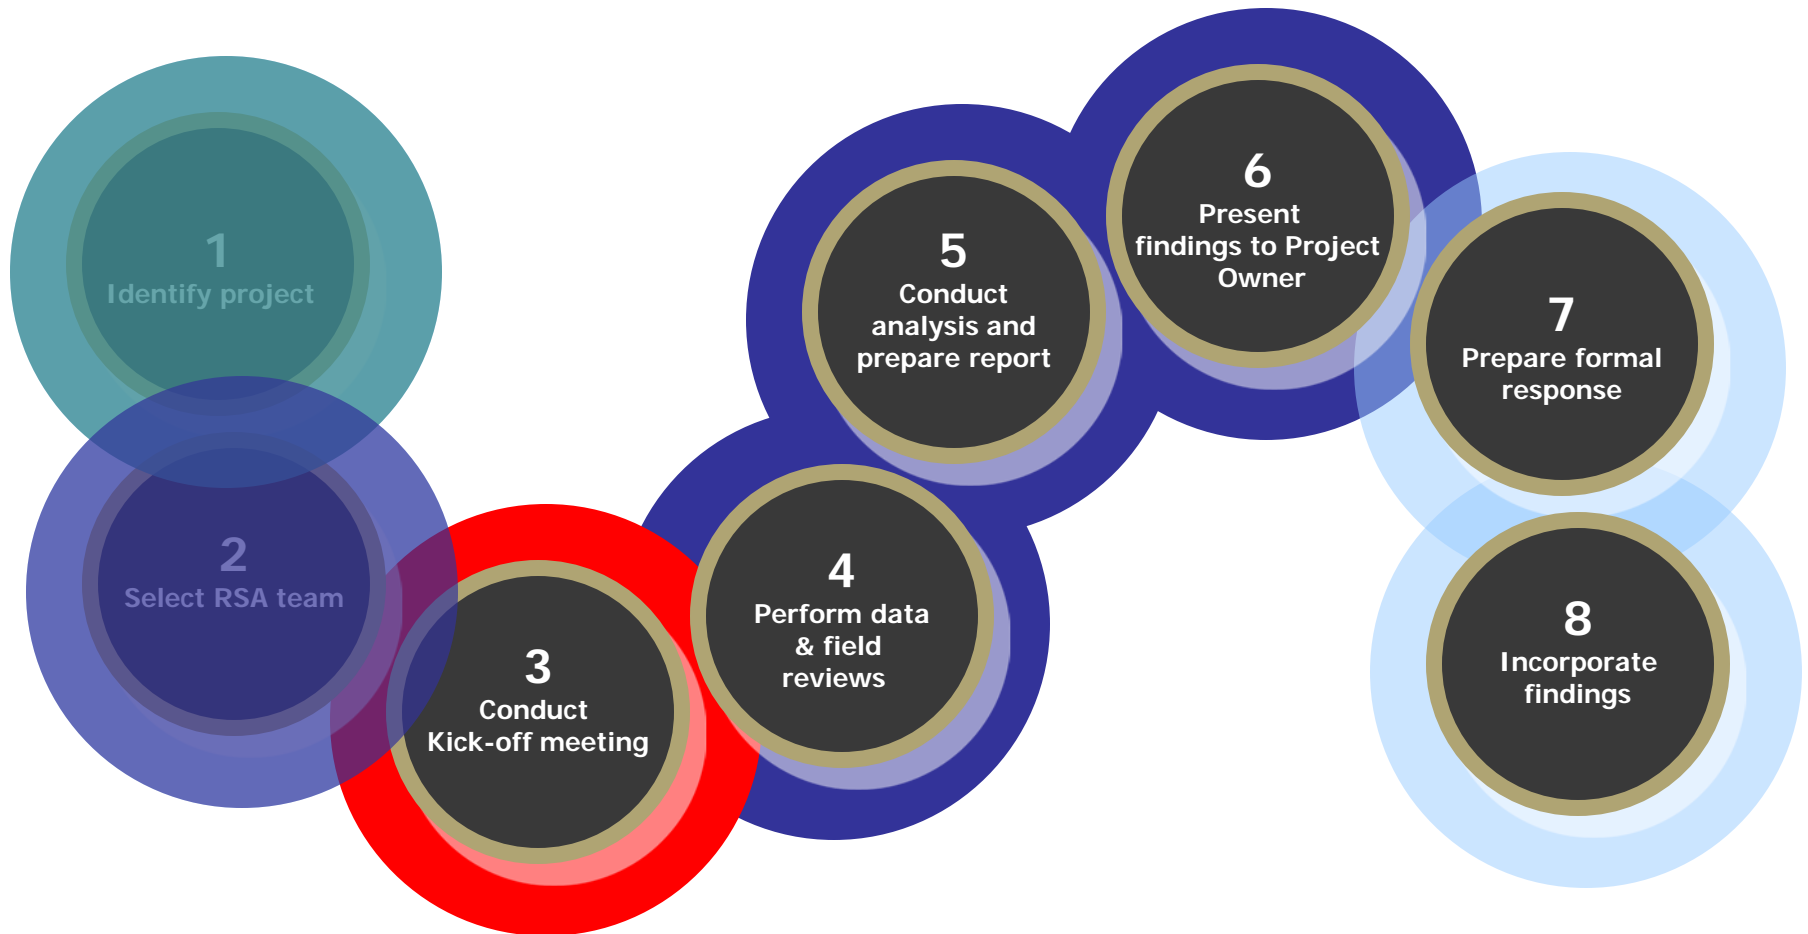 1
Identify project
2
Select RSA team
3
Conduct
Kick-off meeting
4
Perform data
& field
reviews
5
Conduct
analysis and
prepare report
6
Present
findings to Project
Owner
7
Prepare formal
response
8
Incorporate
findings